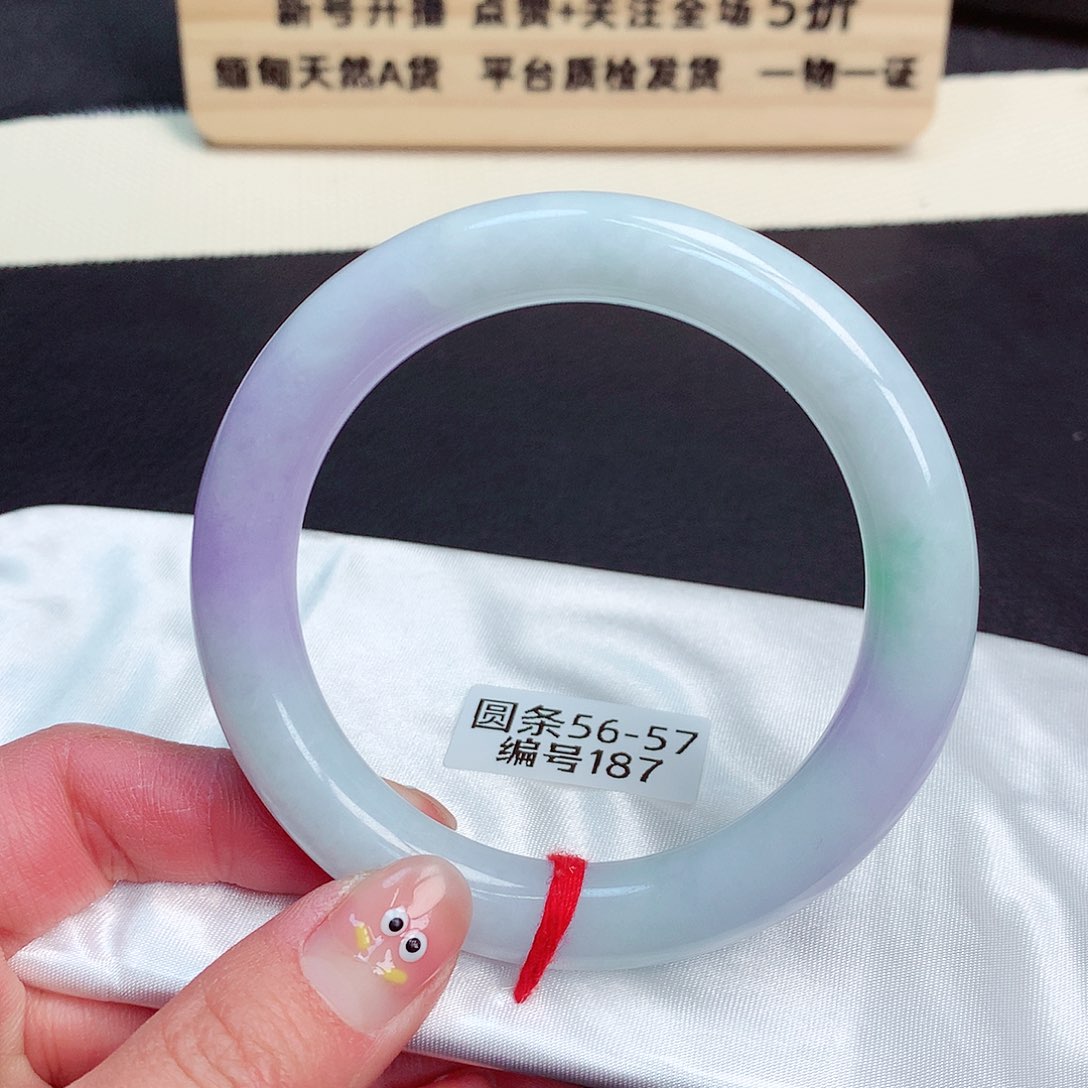 新号开播 点赞+关注全场5折
缅甸天然A货 平台质检发货 一物一证
圆条56-57
编号187